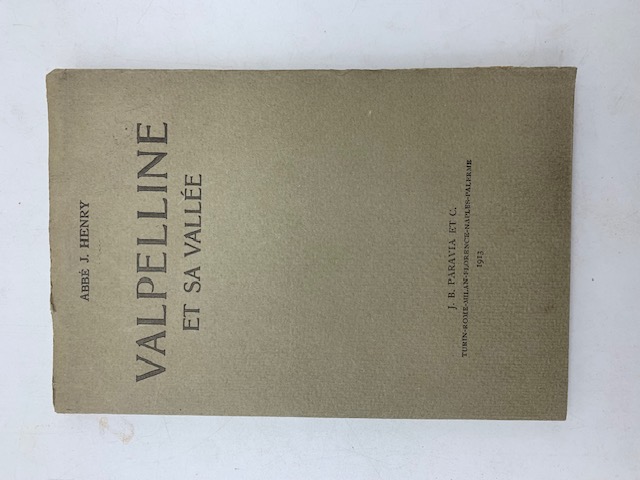 ABBÉ J. HENRY
VALPELLINE
ET SA VALLÉE
J. B. PARAVIA ET C.
TURIN-ROME-MILAN-FLORENCE-NAPLES-PALERME
1913